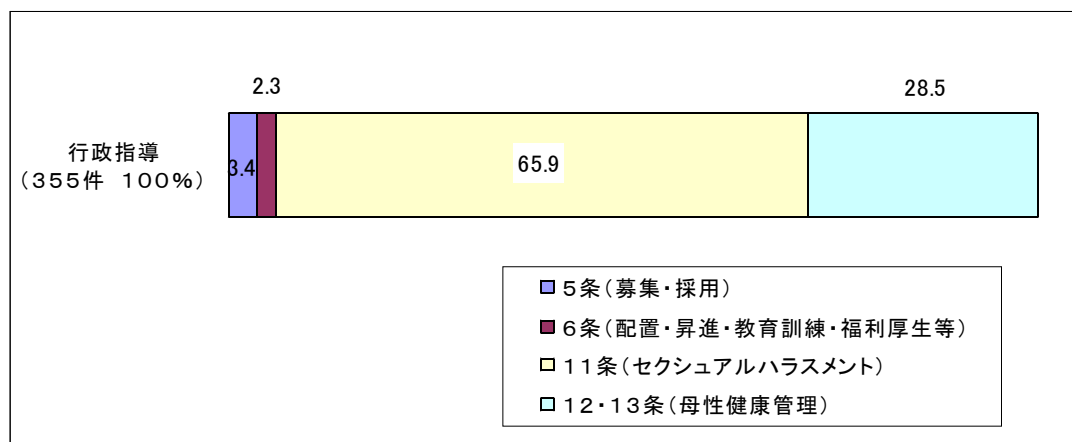 2.3
28.5
行政指導
(355件　100%)
3.4
65.9
5条(募集・採用)
6条(配置・昇進・教育訓練・福利厚生等)
11条(セクシュアルハラスメント)
12・13条(母性健康管理)